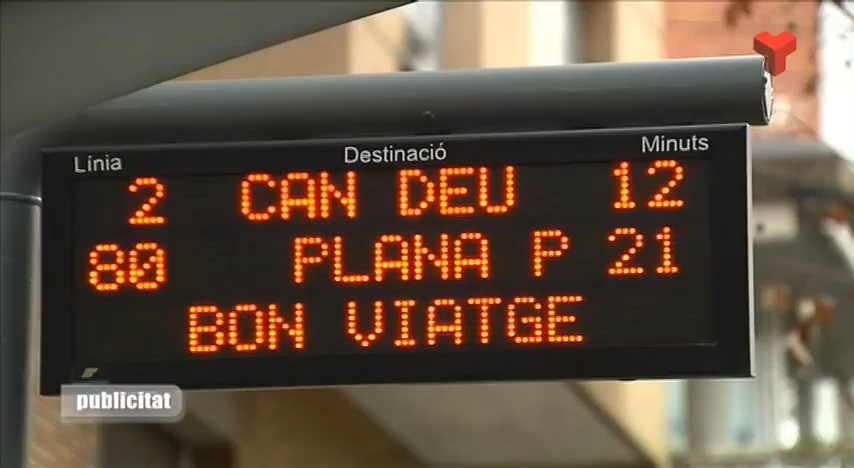 Línia Destinació Minuts
2 CAN DEU 12
80 PLANA P 21
BON VIATGE
publicitat